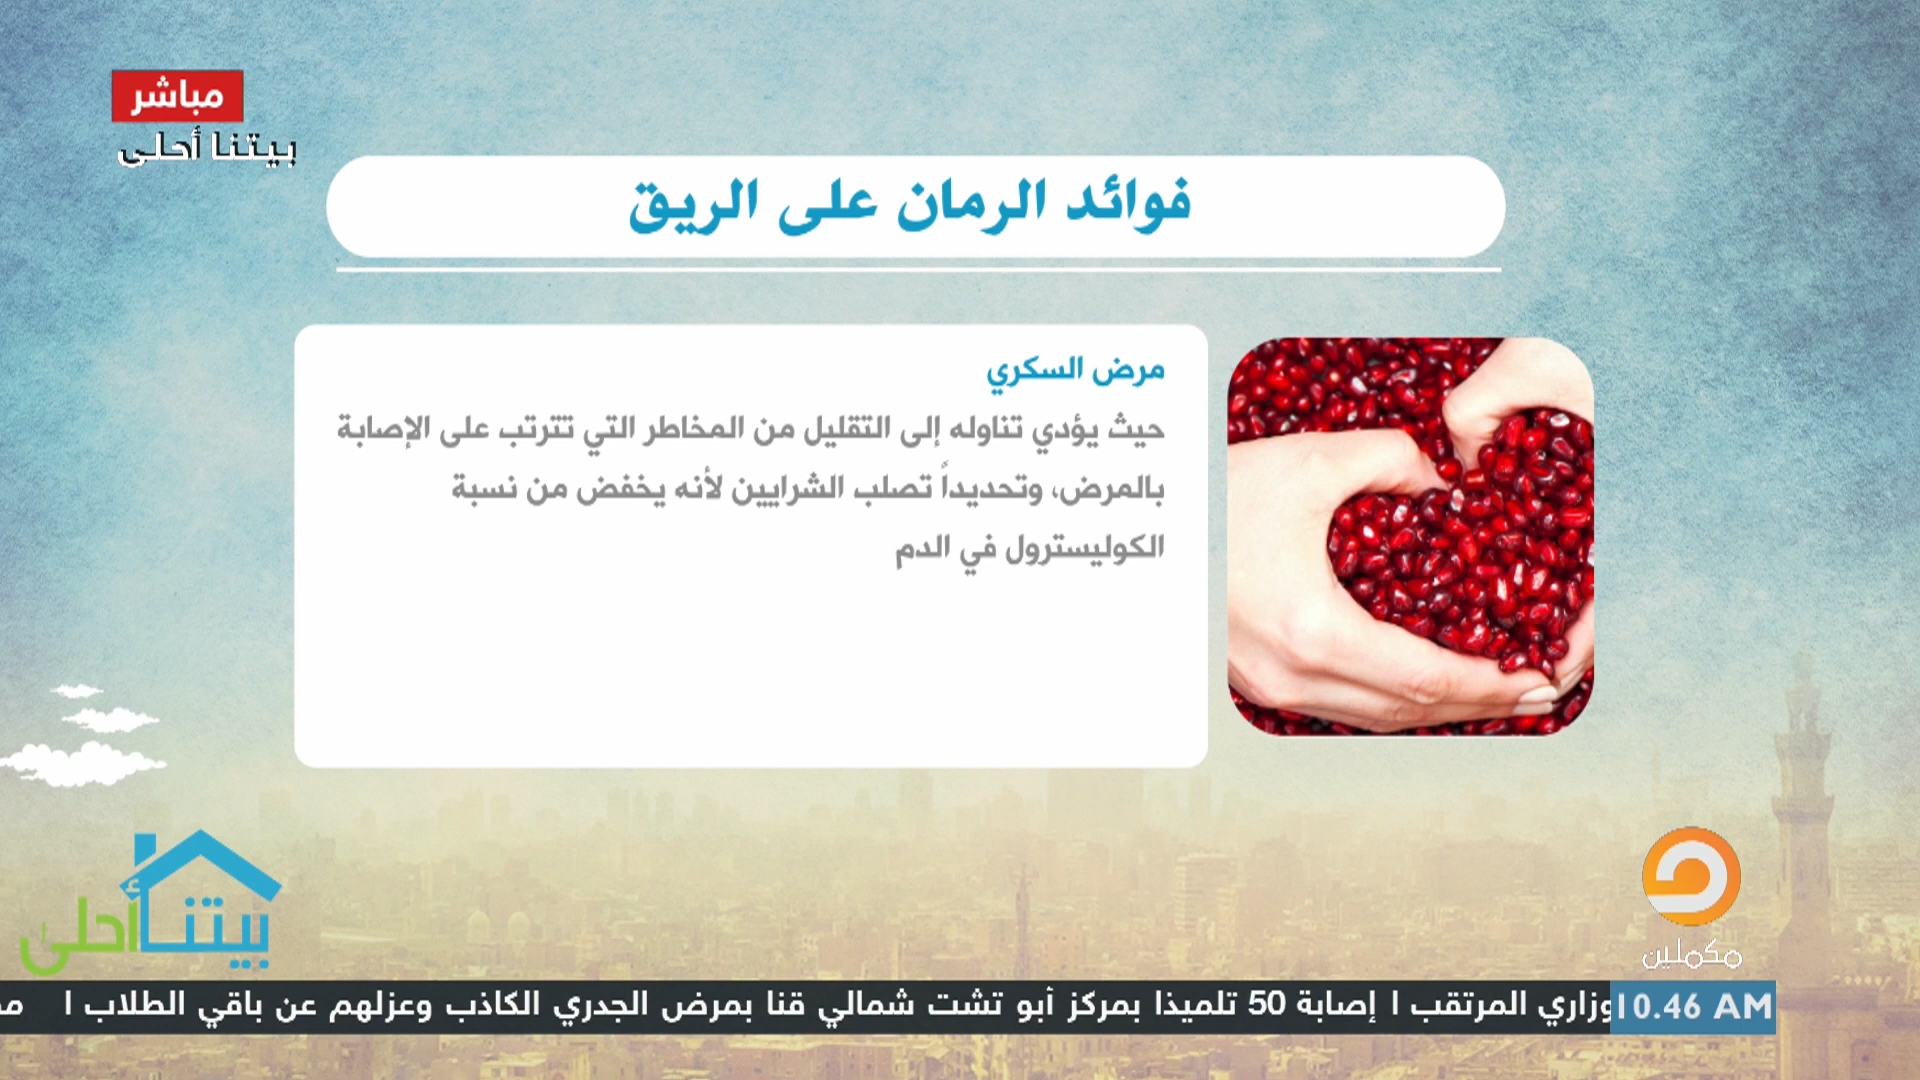 مباشر
بيتنا أحلى
فوائد الرمان على الريق
مرض السكري
حيث يؤدي تناوله إلى التقليل من المخاطر التي تترتب على الإصابة
بالمرض، وتحديداً تصلب الشرايين لأنه يخفض من نسبة
الكوليسترول في الدم
بيتنا أحلى
مكملين
10.46 AM
وزاري المرتقب | إصابة 50 تلميذا بمركز أبو تشت شمالي قنا بمرض الجدري الكاذب وعزلهم عن باقي الطلاب |